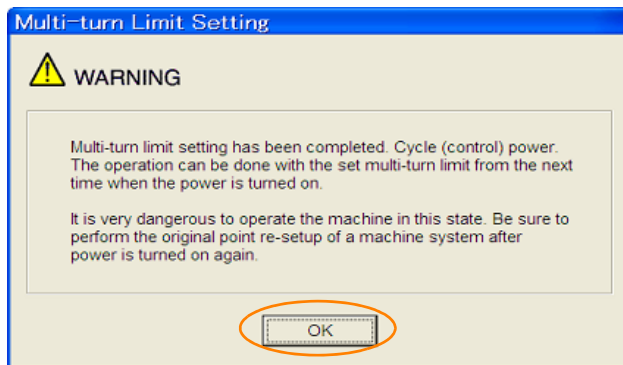 Multi-turn Limit Setting
WARNING
Multi-turn limit setting has been completed. Cycle (control) power.
The operation can be done with the set multi-turn limit from the next
time when the power is turned on.
It is very dangerous to operate the machine in this state. Be sure to
perform the original point re-setup of a machine system after
power is turned on again.
OK